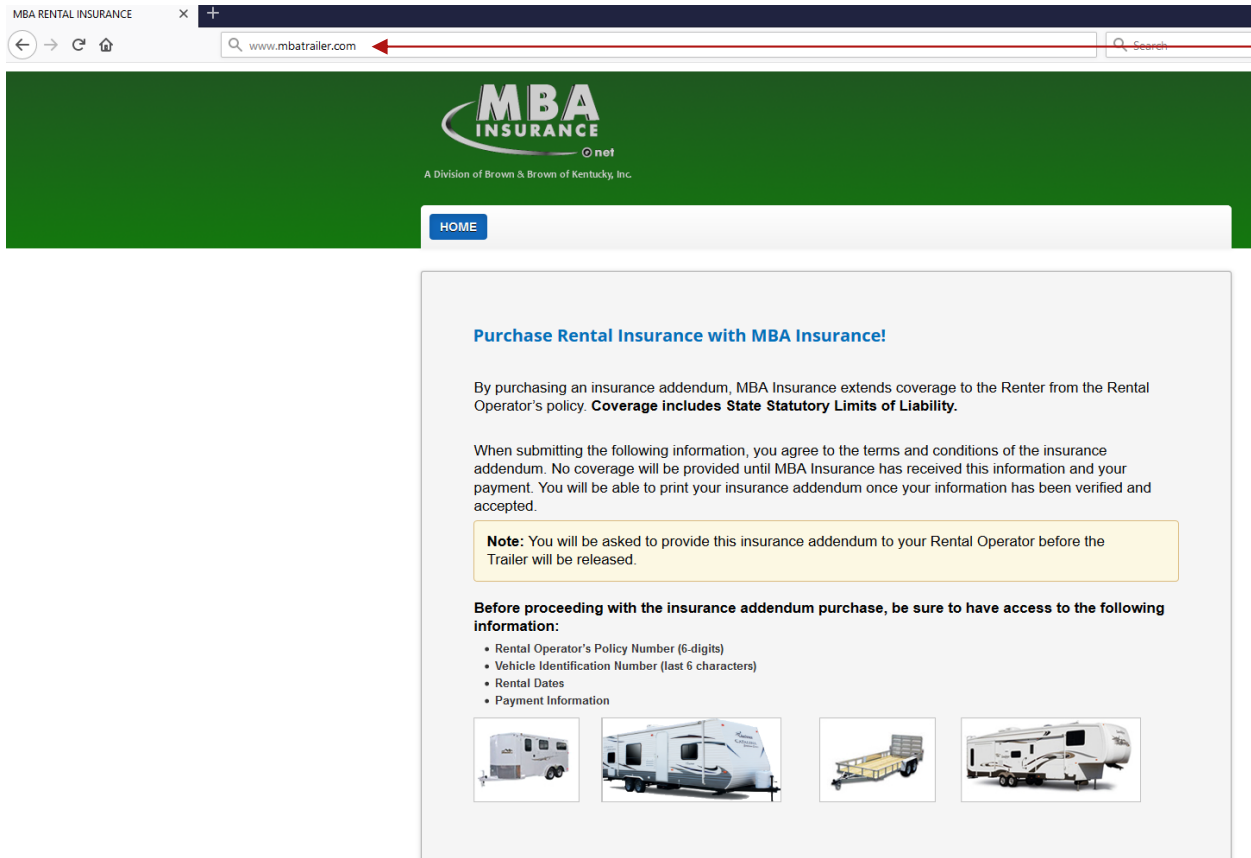 MBA RENTAL INSURANCE
www.mbatrailer.com
Search
MBA
INSURANCE
net
A Division of Brown & Brown of Kentucky, Inc.
HOME
Purchase Rental Insurance with MBA Insurance!
By purchasing an insurance addendum, MBA Insurance extends coverage to the Renter from the Rental
Operator's policy. Coverage includes State Statutory Limits of Liability.
When submitting the following information, you agree to the terms and conditions of the insurance
addendum. No coverage will be provided until MBA Insurance has received this information and your
payment. You will be able to print your insurance addendum once your information has been verified and
accepted.
Note: You will be asked to provide this insurance addendum to your Rental Operator before the
Trailer will be released.
Before proceeding with the insurance addendum purchase, be sure to have access to the following
information:
• Rental Operator's Policy Number (6-digits)
• Vehicle Identification Number (last 6 characters)
• Rental Dates
• Payment Information